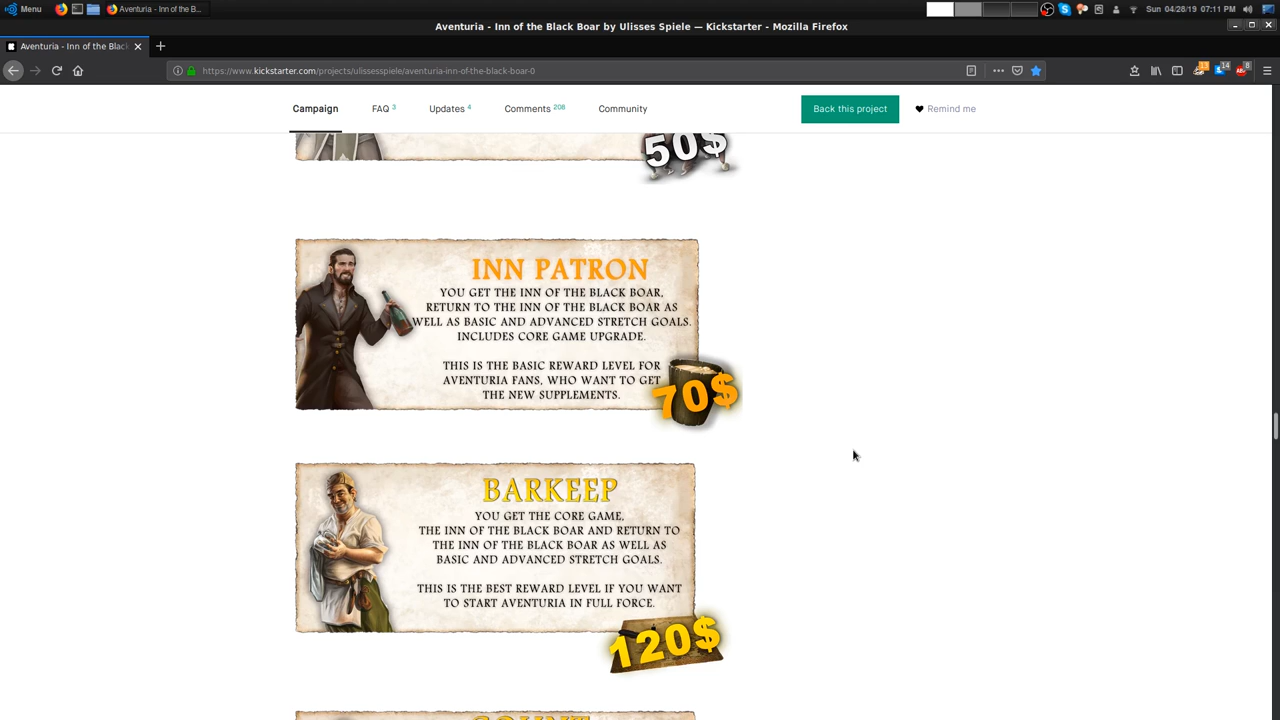 Menu
Aventuria - Inn of the B...
Sun 04/28/19 07:11 PM
Aventuria - Inn of the Black Boar by Ulisses Spiele — Kickstarter - Mozilla Firefox
Aventuria - Inn of the Black
https://www.kickstarter.com/projects/ulissesspiele/aventuria-inn-of-the-black-boar-0
13
14
8
Campaign
FAQ 3
Updates 4
Comments 208
Community
Back this project
Remind me
50$
INN PATRON
YOU GET THE INN OF THE BLACK BOAR,
RETURN TO THE INN OF THE BLACK BOAR AS
WELL AS BASIC AND ADVANCED STRETCH GOALS.
INCLUDES CORE GAME UPGRADE.
THIS IS THE BASIC REWARD LEVEL FOR
AVENTURIA FANS, WHO WANT TO GET
THE NEW SUPPLEMENTS.
70$
BARKEEP
YOU GET THE CORE GAME,
THE INN OF THE BLACK BOAR AND RETURN TO
THE INN OF THE BLACK BOAR AS WELL AS
BASIC AND ADVANCED STRETCH GOALS.
THIS IS THE BEST REWARD LEVEL IF YOU WANT
TO START AVENTURIA IN FULL FORCE.
120$
COUNT